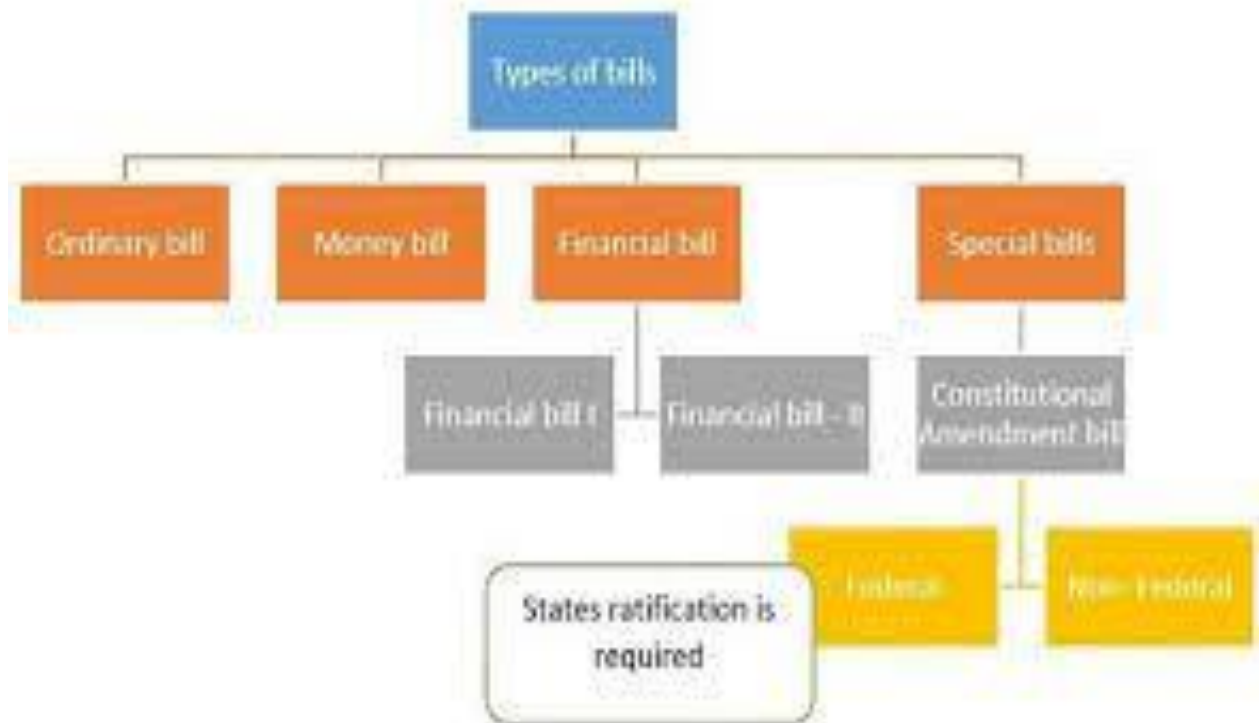 Types of bills
Ordinary bill
Money bill
Financial bill
Special bills
Financial bill I
Financial bill - II
Constitutional
Amendment bill
Federal
Non- Federal
States ratification is
required